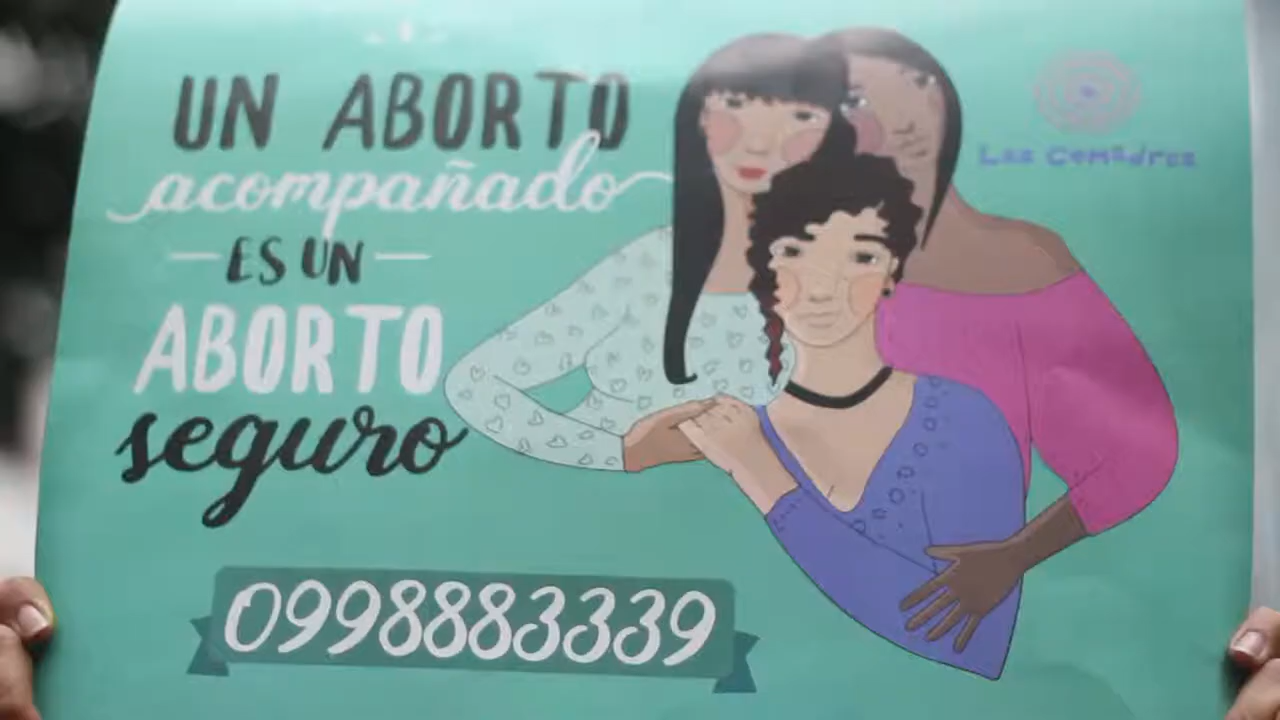 UN ABORTO
acompañado
ES UN
ABORTO
seguro
0998883339
Las Comadres